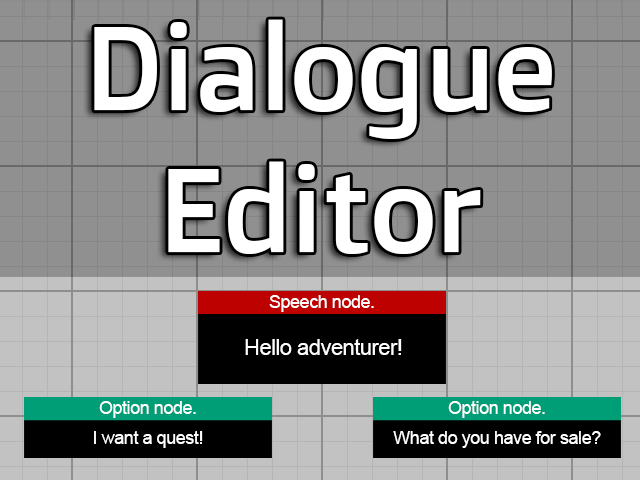 Dialogue
Editor
Speech node.
Hello adventurer!
Option node.
I want a quest!
Option node.
What do you have for sale?